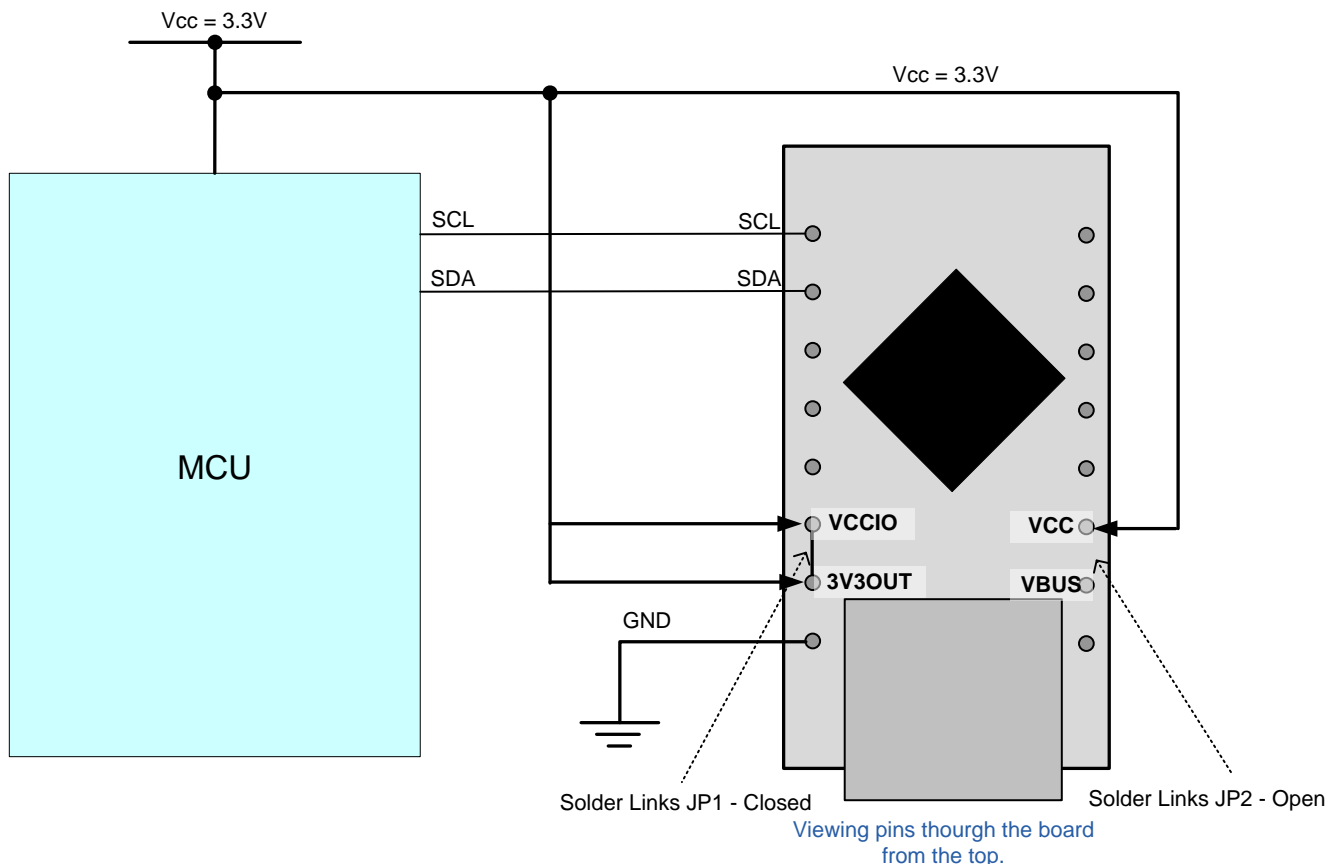 Vcc = 3.3V
Vcc = 3.3V
SCL
SCL
SDA
SDA
MCU
VCCIO
VCC
3V3OUT
VBUS
GND
Solder Links JP1 - Closed
Solder Links JP2 - Open
Viewing pins thourgh the board
from the top.